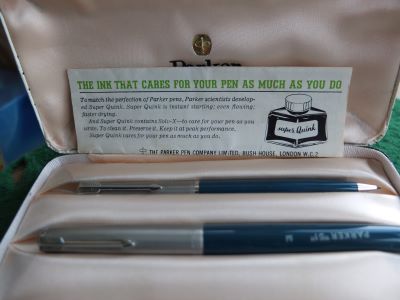 Parker
THE INK THAT CARES FOR YOUR PEN AS MUCH AS YOU DO
To match the perfection of Parker pens, Parker scientists develop-
ed Super Quink. Super Quink is instant starting; even flowing;
faster drying.
And Super Quink contains Solv-X—to care for your pen as you
write. To clean it. Preserve it. Keep it at peak performance.
Super Quink cares for your pen as much as you do.
super Quink
THE PARKER PEN COMPANY LIMITED, BUSH HOUSE, LONDON W.C.2
PARKER "51"